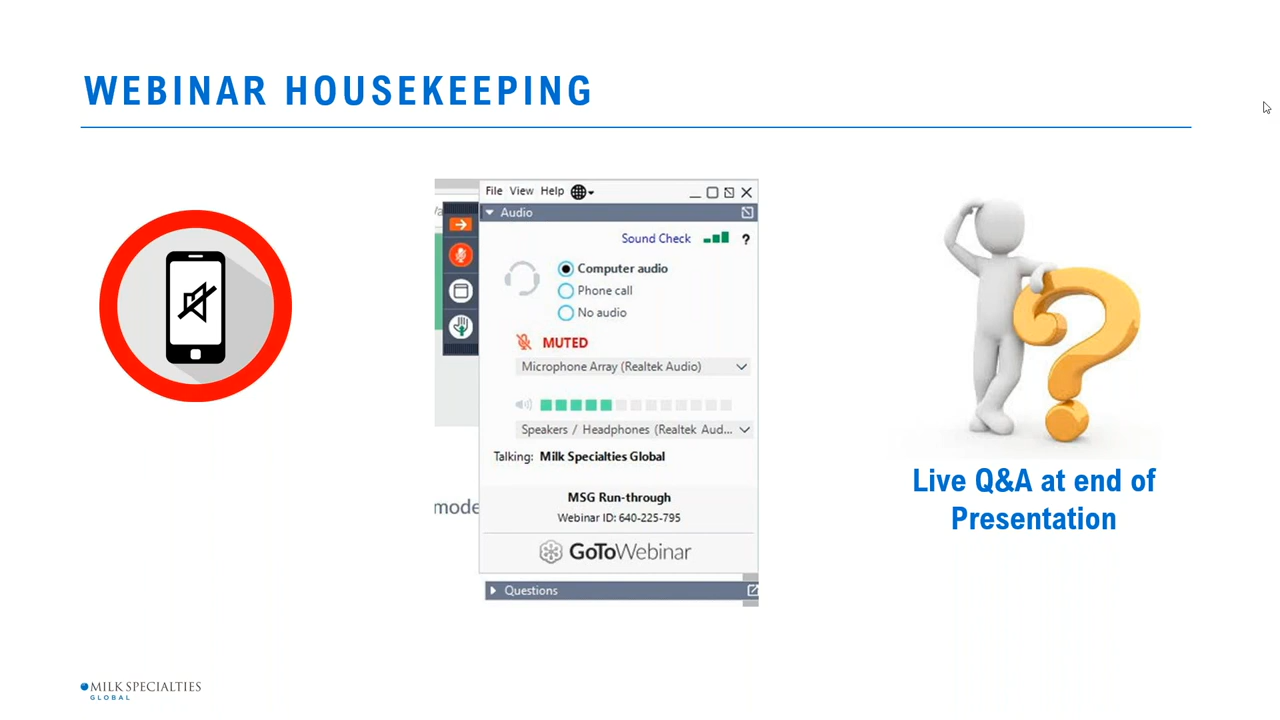 WEBINAR HOUSEKEEPING
File View Help
Audio
Sound Check ?
Computer audio
Phone call
No audio
MUTED
Microphone Array (Realtek Audio)
Speakers / Headphones (Realtek Aud...
Talking: Milk Specialties Global
mode
MSG Run-through
Webinar ID: 640-225-795
GoToWebinar
Questions
Live Q&A at end of
Presentation
MILK SPECIALTIES
GLOBAL